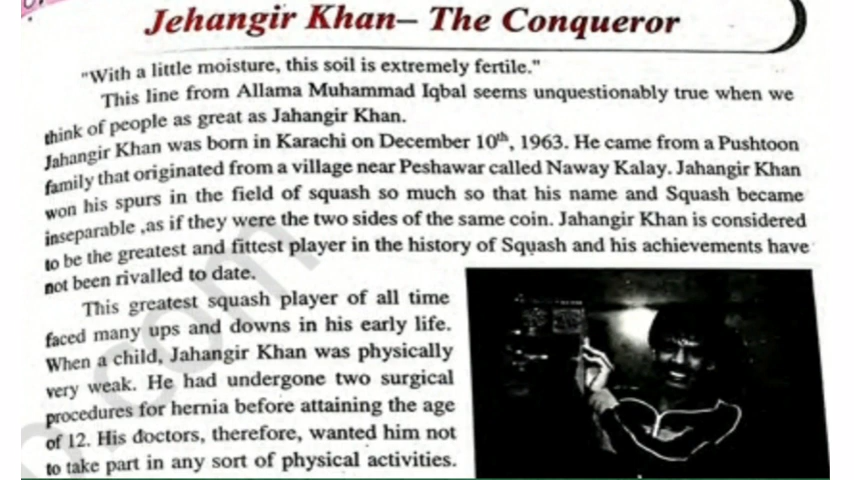 Jehangir Khan– The Conqueror
"With a little moisture, this soil is extremely fertile."
This line from Allama Muhammad Iqbal seems unquestionably true when we
think of people as great as Jahangir Khan.
Jahangir Khan was born in Karachi on December 10th, 1963. He came from a Pushtoon
family that originated from a village near Peshawar called Naway Kalay. Jahangir Khan
won his spurs in the field of squash so much so that his name and Squash became
inseparable ,as if they were the two sides of the same coin. Jahangir Khan is considered
to be the greatest and fittest player in the history of Squash and his achievements have
not been rivalled to date.
This greatest squash player of all time
faced many ups and downs in his early life.
When a child, Jahangir Khan was physically
very weak. He had undergone two surgical
procedures for hernia before attaining the age
of 12. His doctors, therefore, wanted him not
to take part in any sort of physical activities.